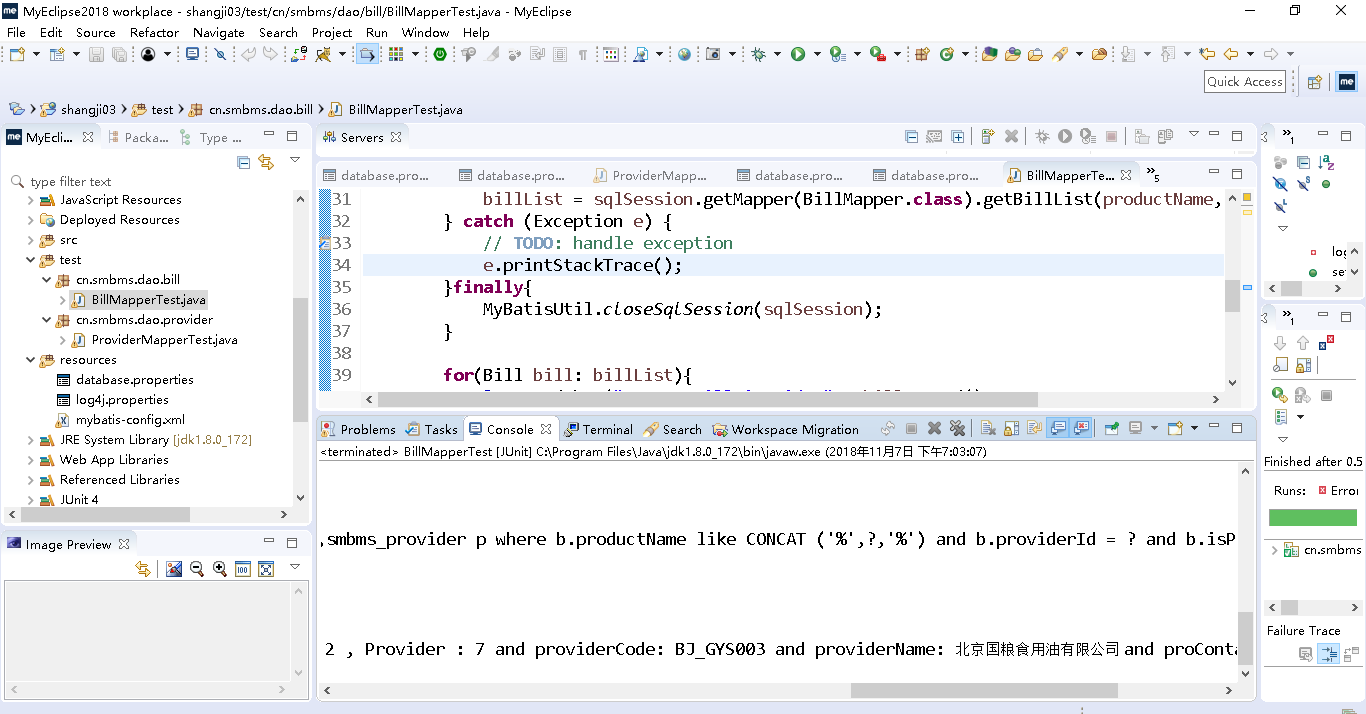 MyEclipse2018 workplace - shangji03/test/cn/smbms/dao/bill/BillMapperTest.java - MyEclipse
File Edit Source Refactor Navigate Search Project Run Window Help
Quick Access
shangji03 test cn.smbms.dao.bill BillMapperTest.java
MyEcli... Packa... Type ...
type filter text
JavaScript Resources
Deployed Resources
src
test
cn.smbms.dao.bill
BillMapperTest.java
cn.smbms.dao.provider
ProviderMapperTest.java
resources
database.properties
log4j.properties
mybatis-config.xml
JRE System Library [jdk1.8.0_172]
Web App Libraries
Referenced Libraries
JUnit 4
Image Preview
Servers
database.pro... database.pro... ProviderMapp... database.pro... database.pro... BillMapperTe... »5
31 billList = sqlSession.getMapper(BillMapper.class).getBillList(productName,
32 } catch (Exception e) {
33 // TODO: handle exception
34 e.printStackTrace();
35 }finally{
36 MyBatisUtil.closeSqlSession(sqlSession);
37 }
38
39 for(Bill bill: billList){
Problems Tasks Console Terminal Search Workspace Migration
<terminated> BillMapperTest [JUnit] C:\Program Files\Java\jdk1.8.0_172\bin\javaw.exe (2018年11月7日 下午7:03:07)
,smbms_provider p where b.productName like CONCAT ('%',?,'%') and b.providerId = ? and b.isP
2 , Provider : 7 and providerCode: BJ_GYS003 and providerName: 北京国粮食用油有限公司 and proConta
»1
log
set
»1
Finished after 0.5
Runs: Error
cn.smbms
Failure Trace